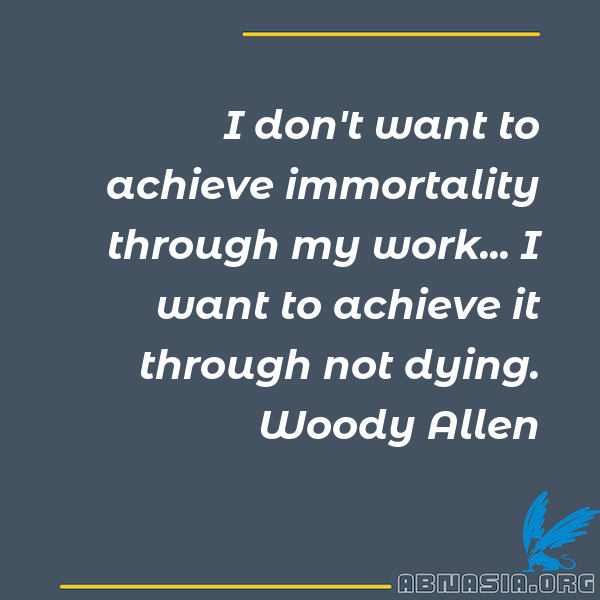 I don't want to
achieve immortality
through my work... I
want to achieve it
through not dying.
Woody Allen
ABNASIA.ORG